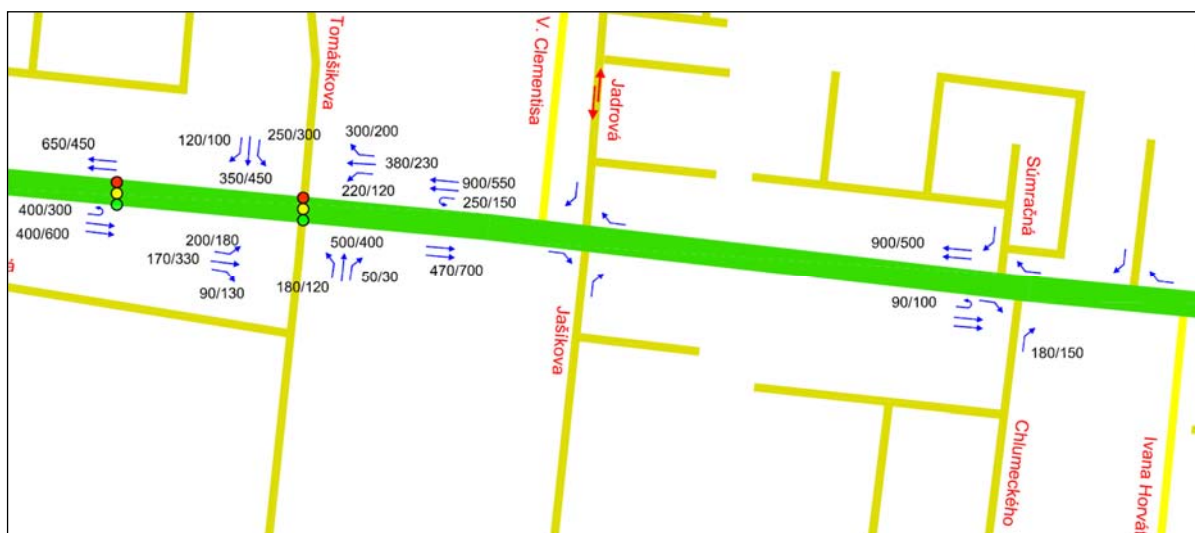 Tomášikova
V. Clementisa
Jadrová
Súmračná
650/450
120/100
250/300
350/450
300/200
380/230
220/120
900/550
250/150
400/300
400/600
200/180
170/330
90/130
500/400
180/120
50/30
470/700
900/500
90/100
180/150
á
Jašíkova
Chlumeckého
Ivana Horvát